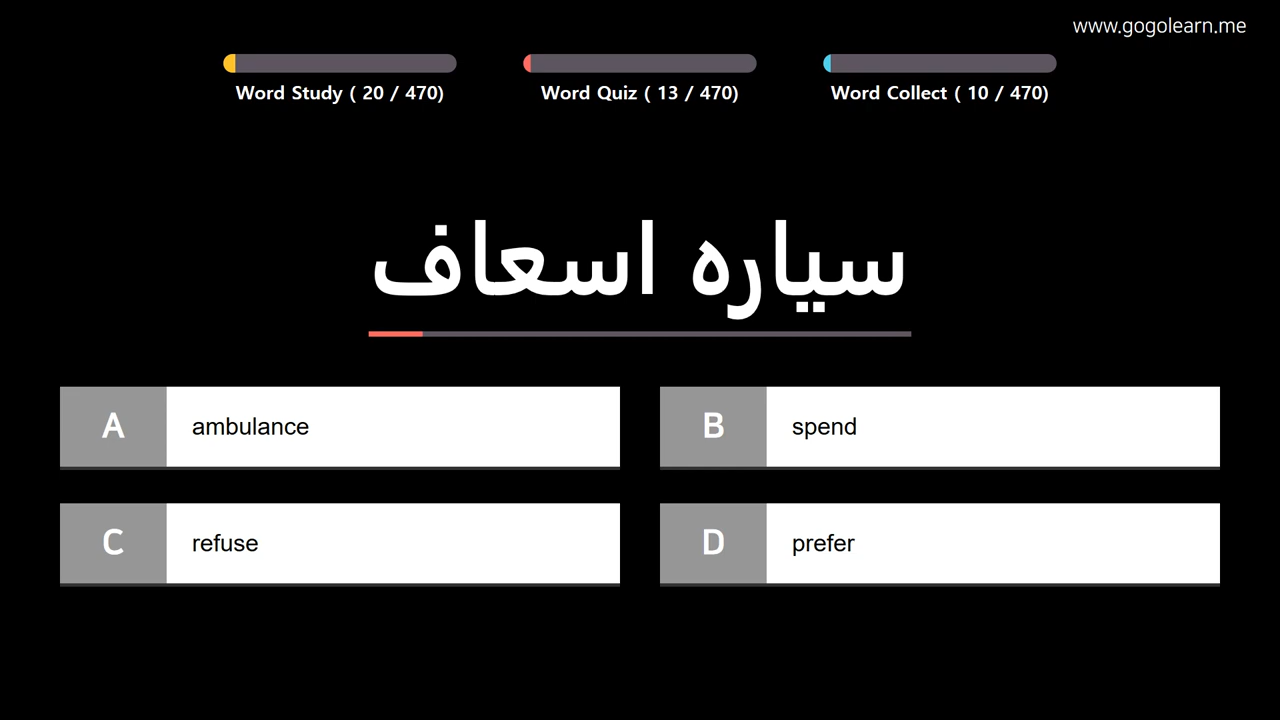 www.gogolearn.me
Word Study ( 20 / 470)
Word Quiz ( 13 / 470)
Word Collect ( 10 / 470)
سياره اسعاف
A ambulance
B spend
C refuse
D prefer